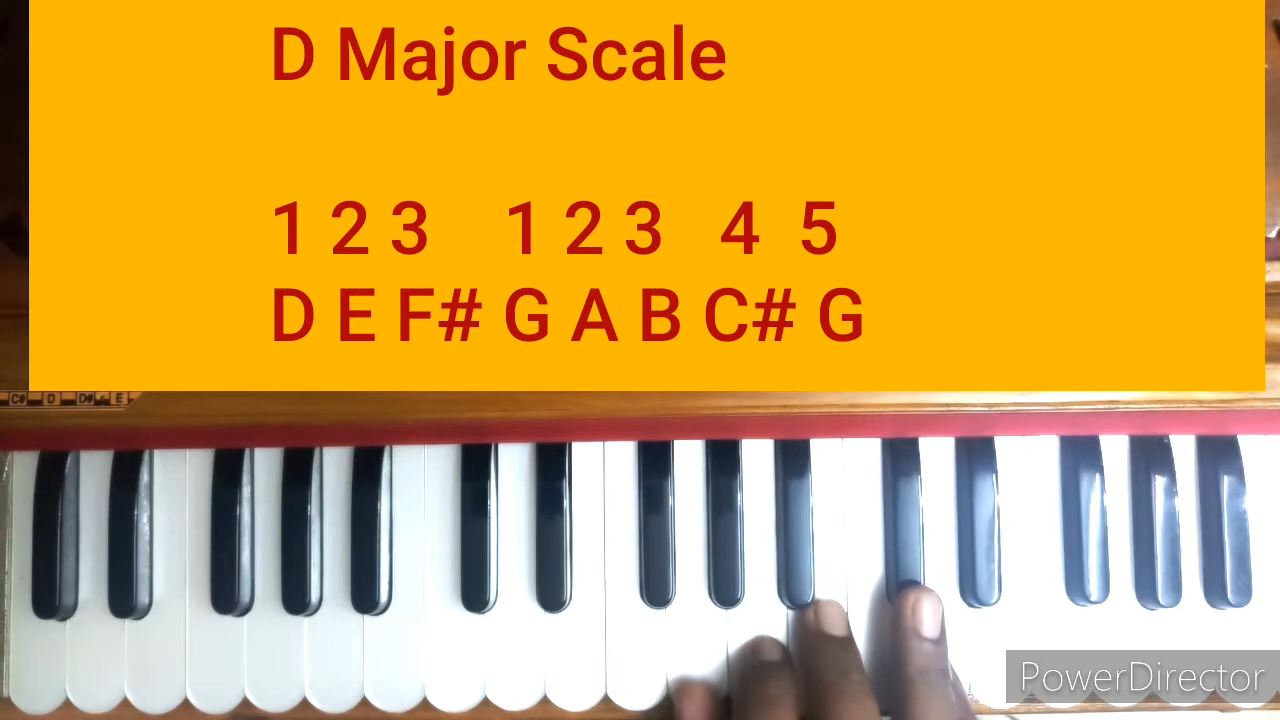 D Major Scale
1 2 3 1 2 3 4 5
D E F# G A B C# G
C# D D# E
PowerDirector